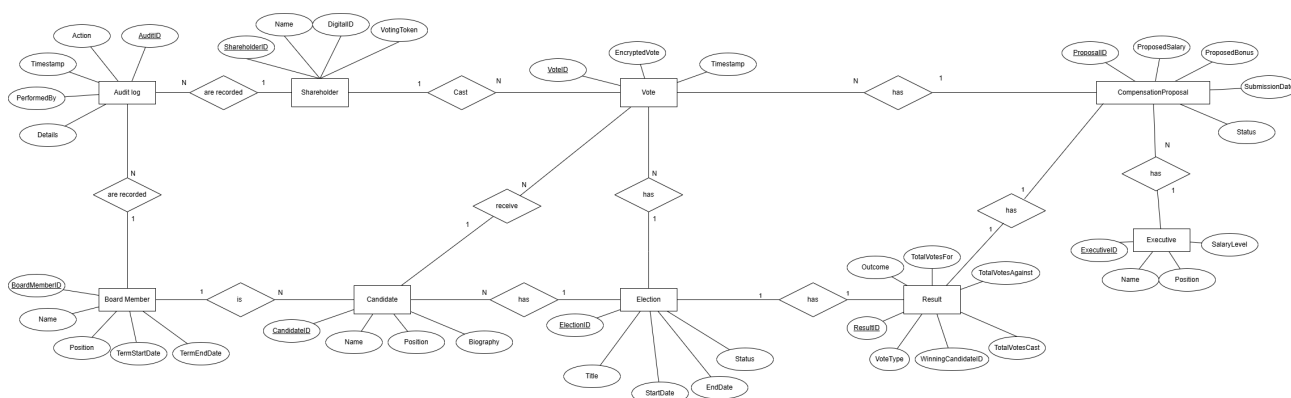 Name
DigitalID
VotingToken
ShareholderID
Action
AuditID
Timestamp
PerformedBy
Details
Audit log
N
are recorded
1
Shareholder
1
Cast
N
VoteID
EncryptedVote
Timestamp
Vote
N
has
1
ProposalID
ProposedSalary
ProposedBonus
SubmissionDate
Status
CompensationProposal
N
are recorded
1
N
receive
1
N
has
1
1
has
1
N
has
1
Executive
ExecutiveID
SalaryLevel
Name
Position
BoardMemberID
Name
Position
TermStartDate
TermEndDate
Board Member
1
is
N
Candidate
CandidateID
Name
Position
Biography
N
has
1
Election
ElectionID
Title
StartDate
EndDate
Status
1
has
1
Result
Outcome
TotalVotesFor
TotalVotesAgainst
ResultID
VoteType
WinningCandidateID
TotalVotesCast